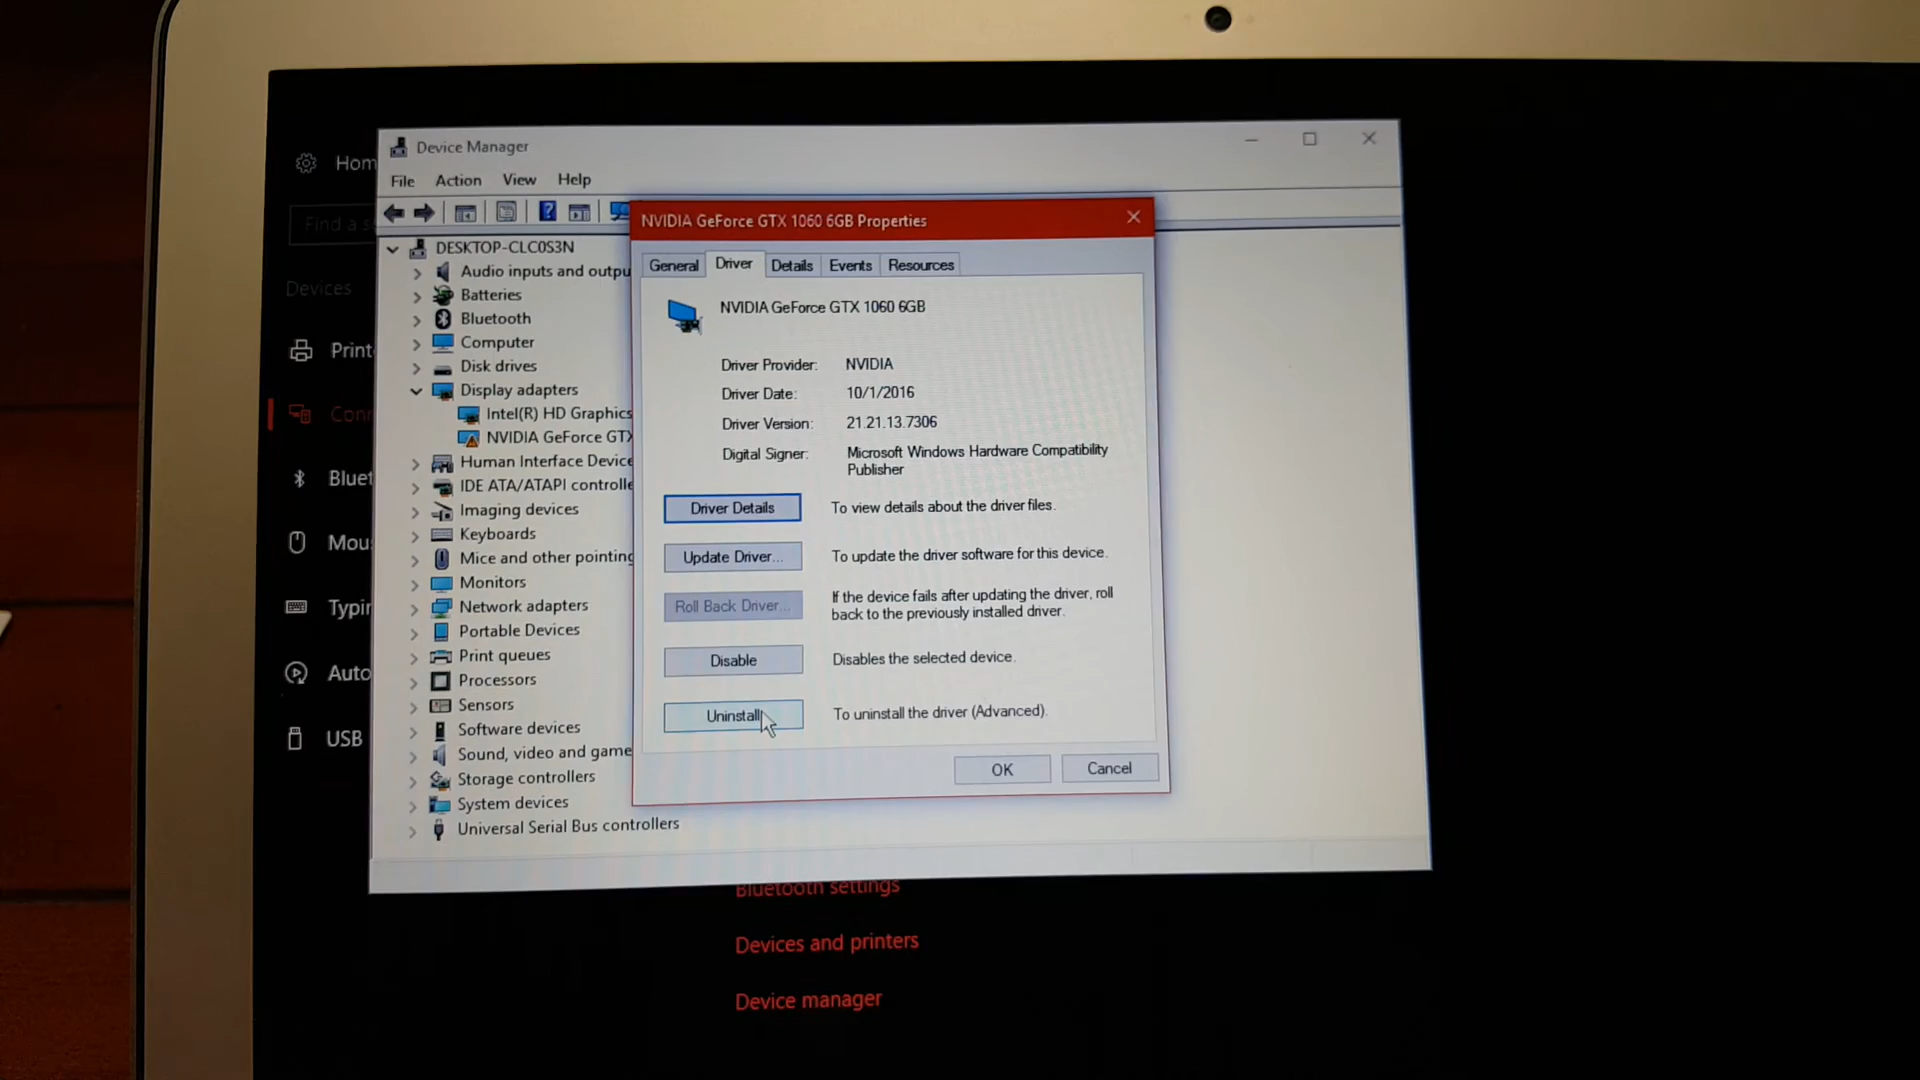 Device Manager
File Action View Help
Hom
Find a s
Devices
Print
Conn
Bluet
Mou
Typin
Auto
USB
DESKTOP-CLC0S3N
Audio inputs and outpu
Batteries
Bluetooth
Computer
Disk drives
Display adapters
Intel(R) HD Graphics
NVIDIA GeForce GTX
Human Interface Device
IDE ATA/ATAPI controlle
Imaging devices
Keyboards
Mice and other pointing
Monitors
Network adapters
Portable Devices
Print queues
Processors
Sensors
Software devices
Sound, video and game
Storage controllers
System devices
Universal Serial Bus controllers
NVIDIA GeForce GTX 1060 6GB Properties
General Driver Details Events Resources
NVIDIA GeForce GTX 1060 6GB
Driver Provider: NVIDIA
Driver Date: 10/1/2016
Driver Version: 21.21.13.7306
Digital Signer: Microsoft Windows Hardware Compatibility
Publisher
Driver Details To view details about the driver files.
Update Driver... To update the driver software for this device.
Roll Back Driver... If the device fails after updating the driver, roll
back to the previously installed driver.
Disable Disables the selected device.
Uninstall To uninstall the driver (Advanced).
OK Cancel
Bluetooth settings
Devices and printers
Device manager